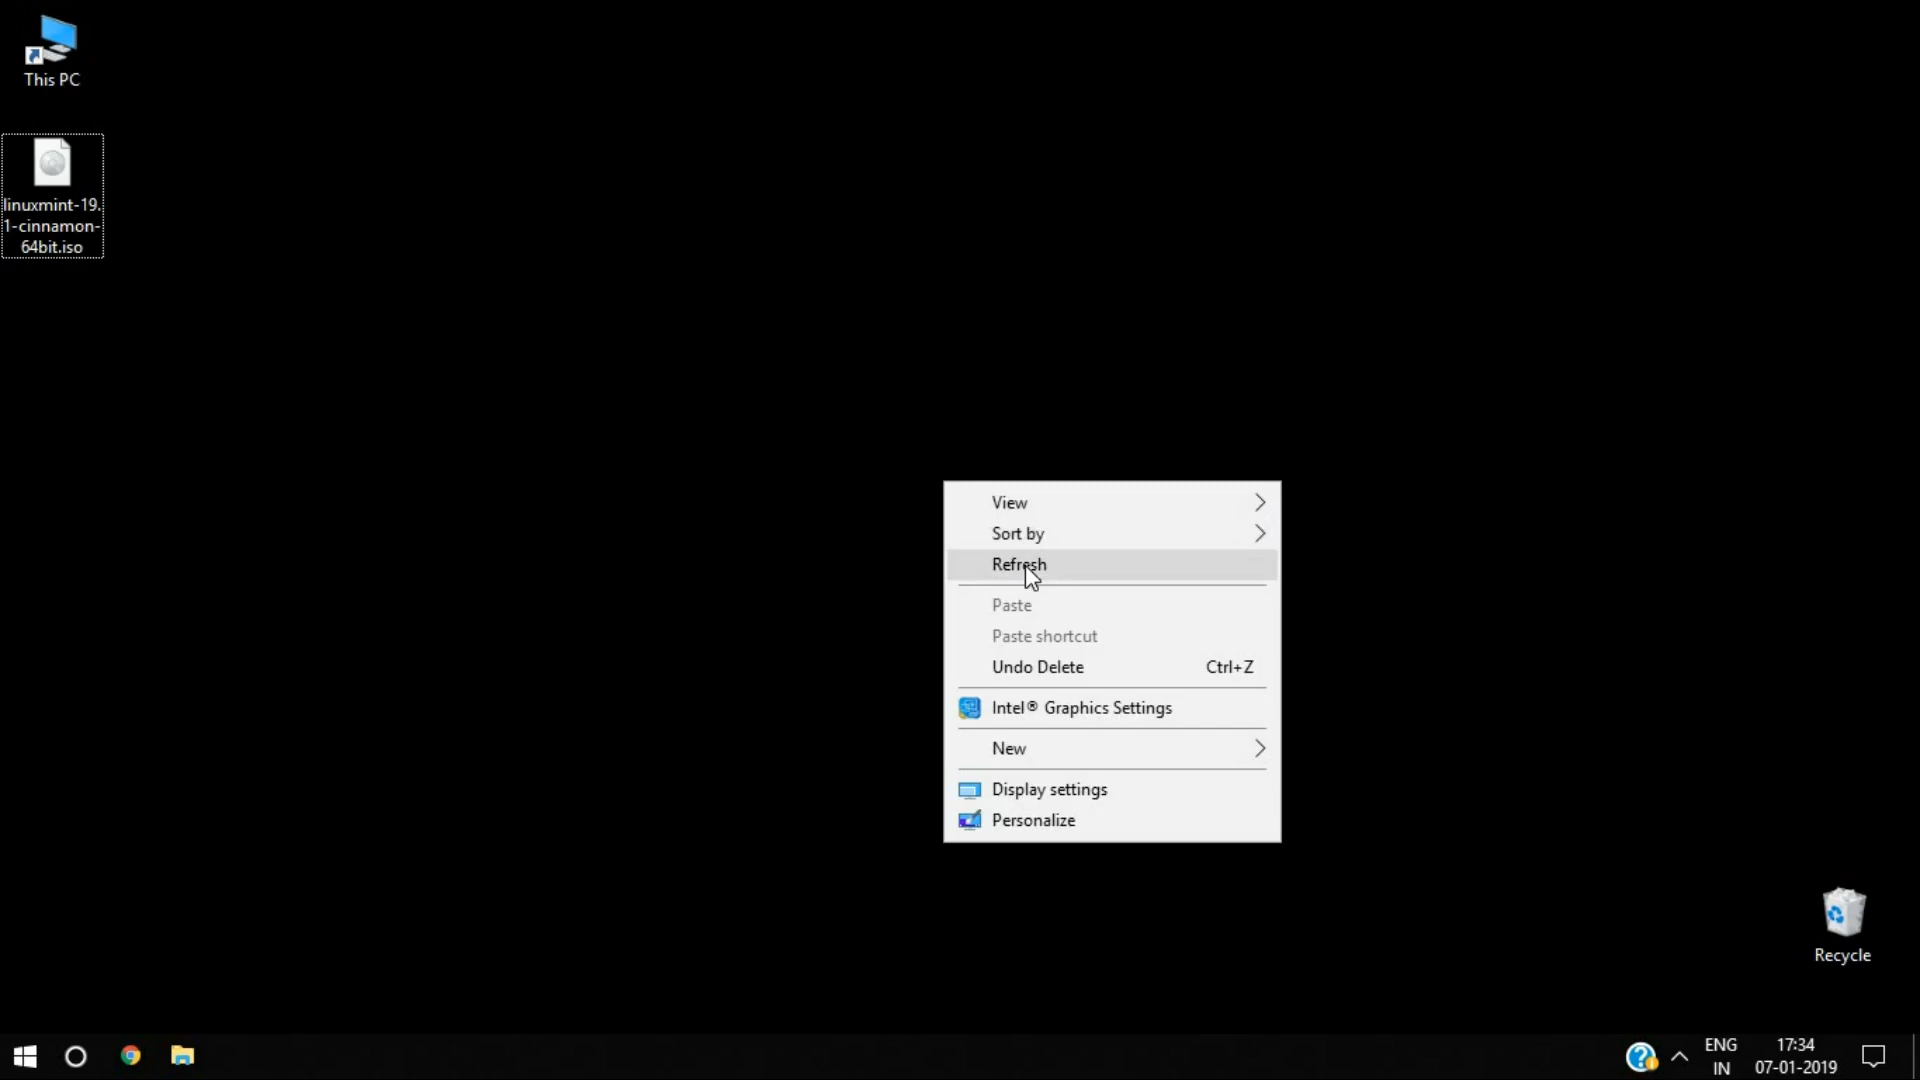 This PC
linuxmint-19.
1-cinnamon-
64bit.iso
View
Sort by
Refresh
Paste
Paste shortcut
Undo Delete Ctrl+Z
Intel® Graphics Settings
New
Display settings
Personalize
Recycle
ENG
IN
17:34
07-01-2019